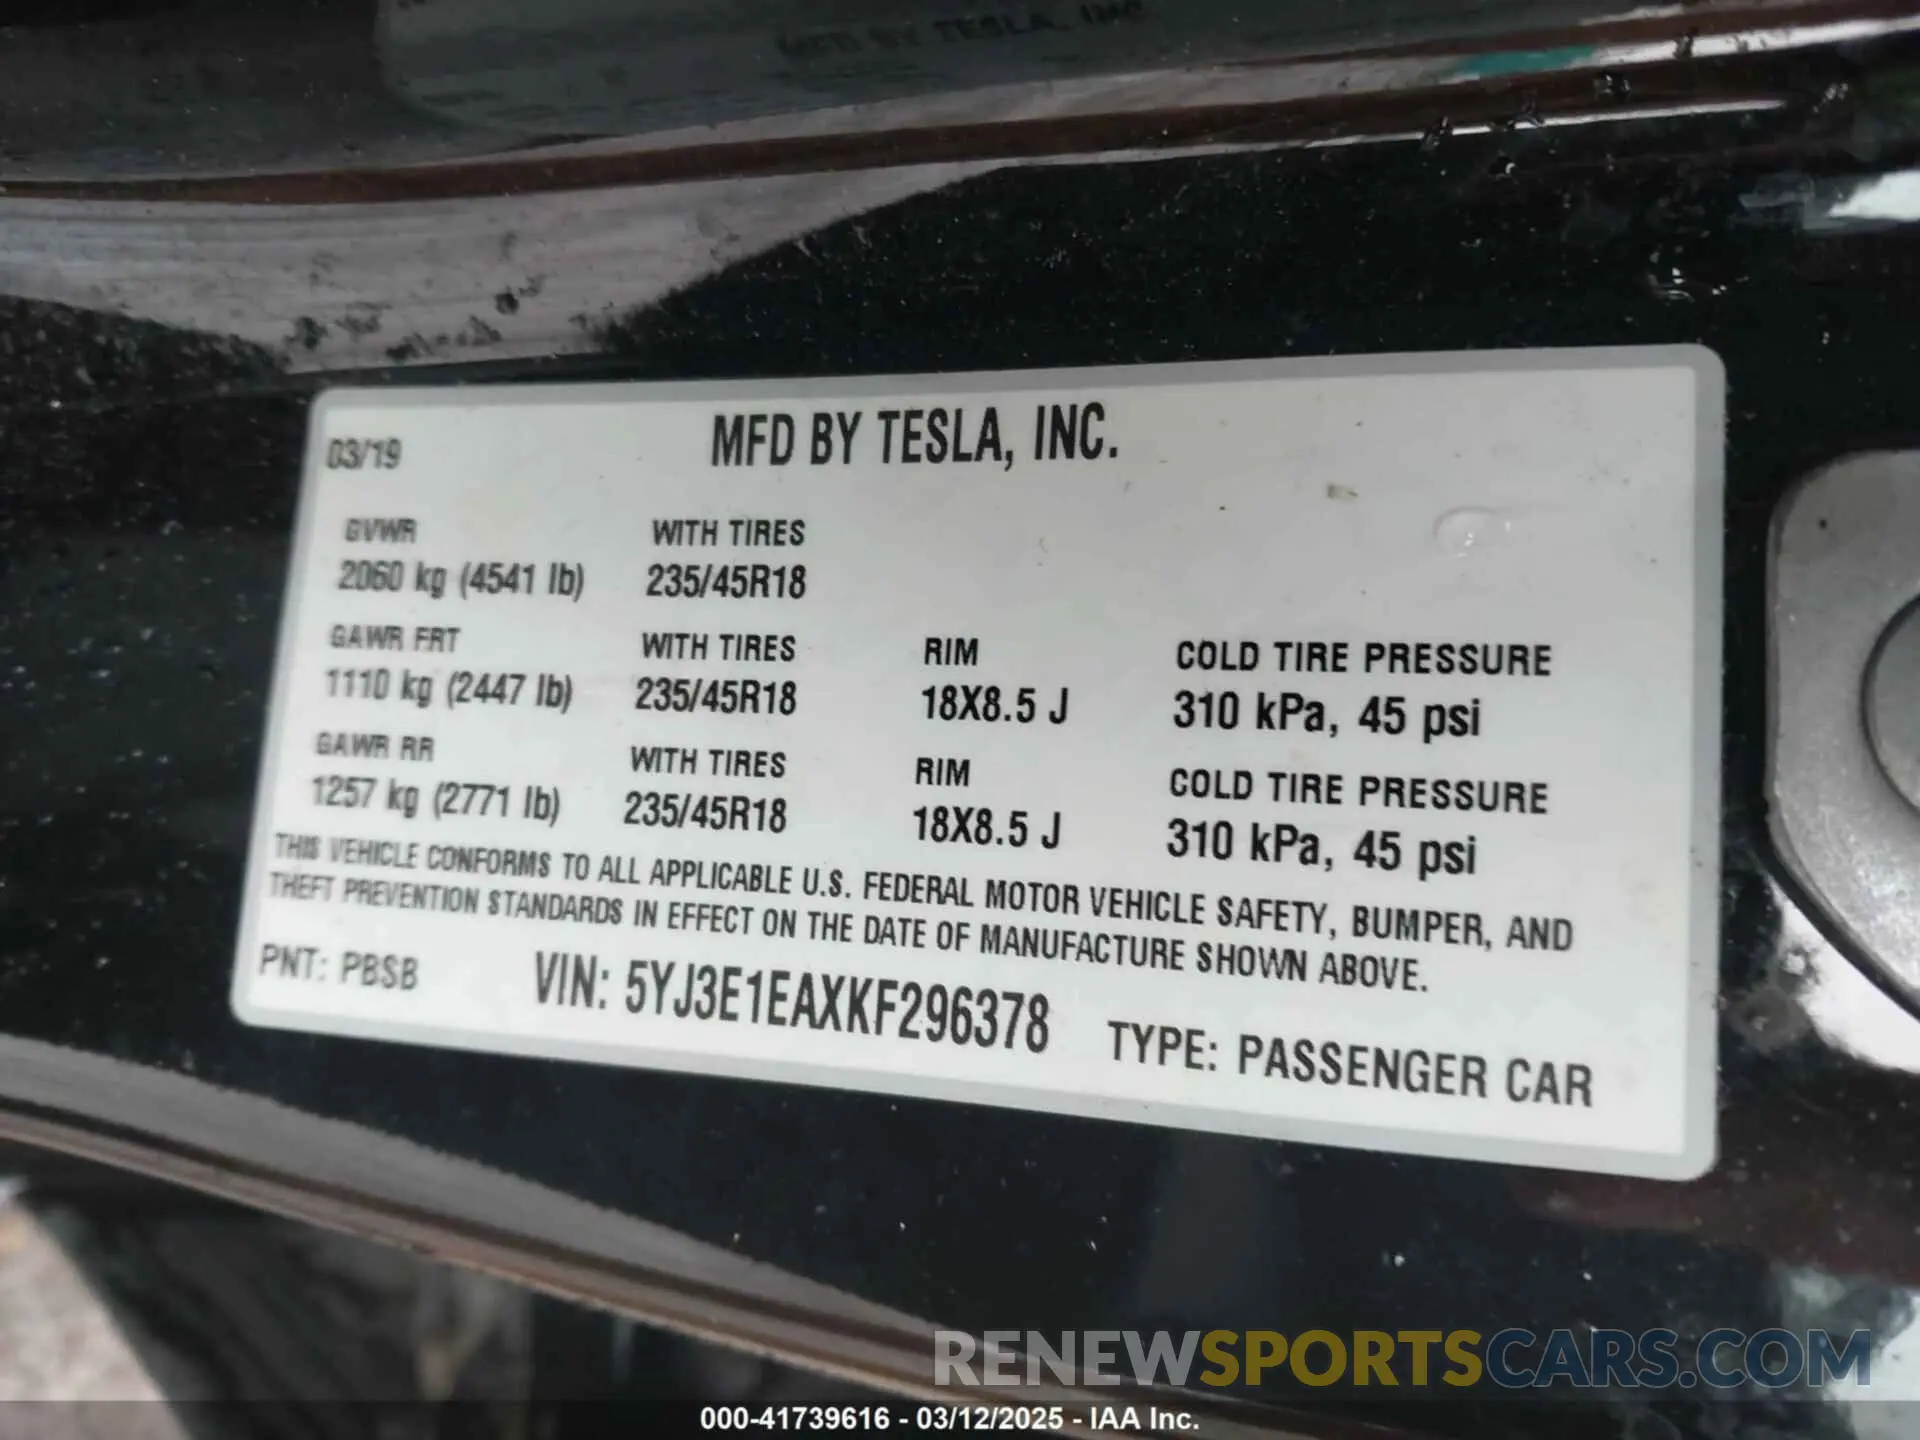 MFD BY TESLA, INC
03/19 MFD BY TESLA, INC.
GVWR WITH TIRES
2060 kg (4541 lb) 235/45R18
GAWR FRT WITH TIRES RIM COLD TIRE PRESSURE
1110 kg (2447 lb) 235/45R18 18X8.5 J 310 kPa, 45 psi
GAWR RR WITH TIRES RIM COLD TIRE PRESSURE
1257 kg (2771 lb) 235/45R18 18X8.5 J 310 kPa, 45 psi
THIS VEHICLE CONFORMS TO ALL APPLICABLE U.S. FEDERAL MOTOR VEHICLE SAFETY, BUMPER, AND
THEFT PREVENTION STANDARDS IN EFFECT ON THE DATE OF MANUFACTURE SHOWN ABOVE.
PNT: PBSB VIN: 5YJ3E1EAXKF296378 TYPE: PASSENGER CAR
RENEWSPORTSCARS.COM
000-41739616 - 03/12/2025 - IAA Inc.